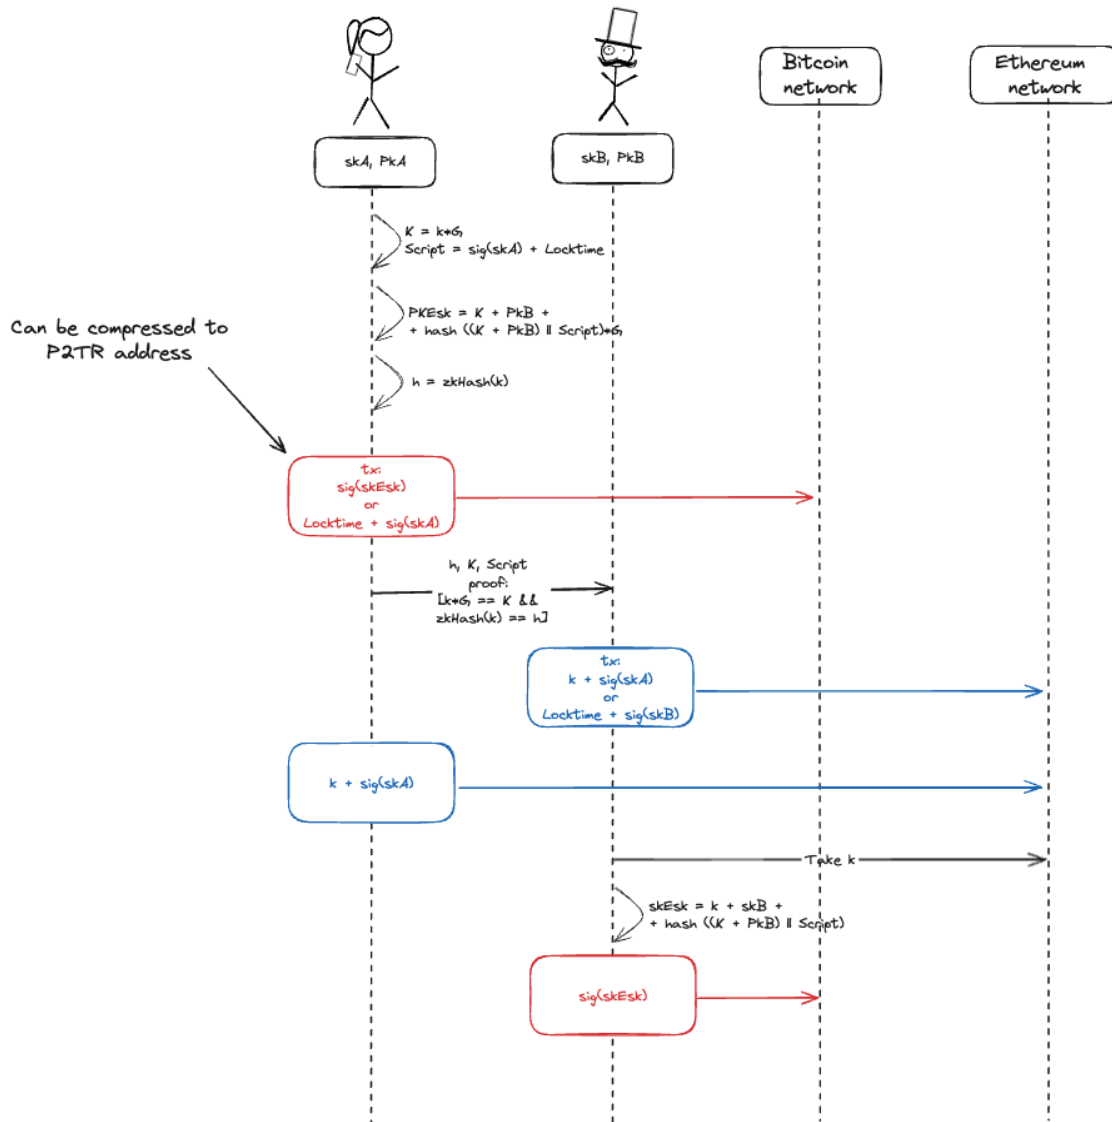 Bitcoin
network
Ethereum
network
skA, PkA
skB, PkB
K = k*G
Script = sig(skA) + Locktime
PKEsk = K + PkB +
+ hash ((K + PkB) || Script)*G
Can be compressed to
P2TR address
h = zkHash(k)
tx:
sig(skEsk)
or
Locktime + sig(skA)
h, K, Script
proof:
[k*G == K &&
zkHash(k) == h]
tx:
k + sig(skA)
or
Locktime + sig(skB)
k + sig(skA)
Take k
skEsk = k + skB +
+ hash ((K + PkB) || Script)
sig(skEsk)